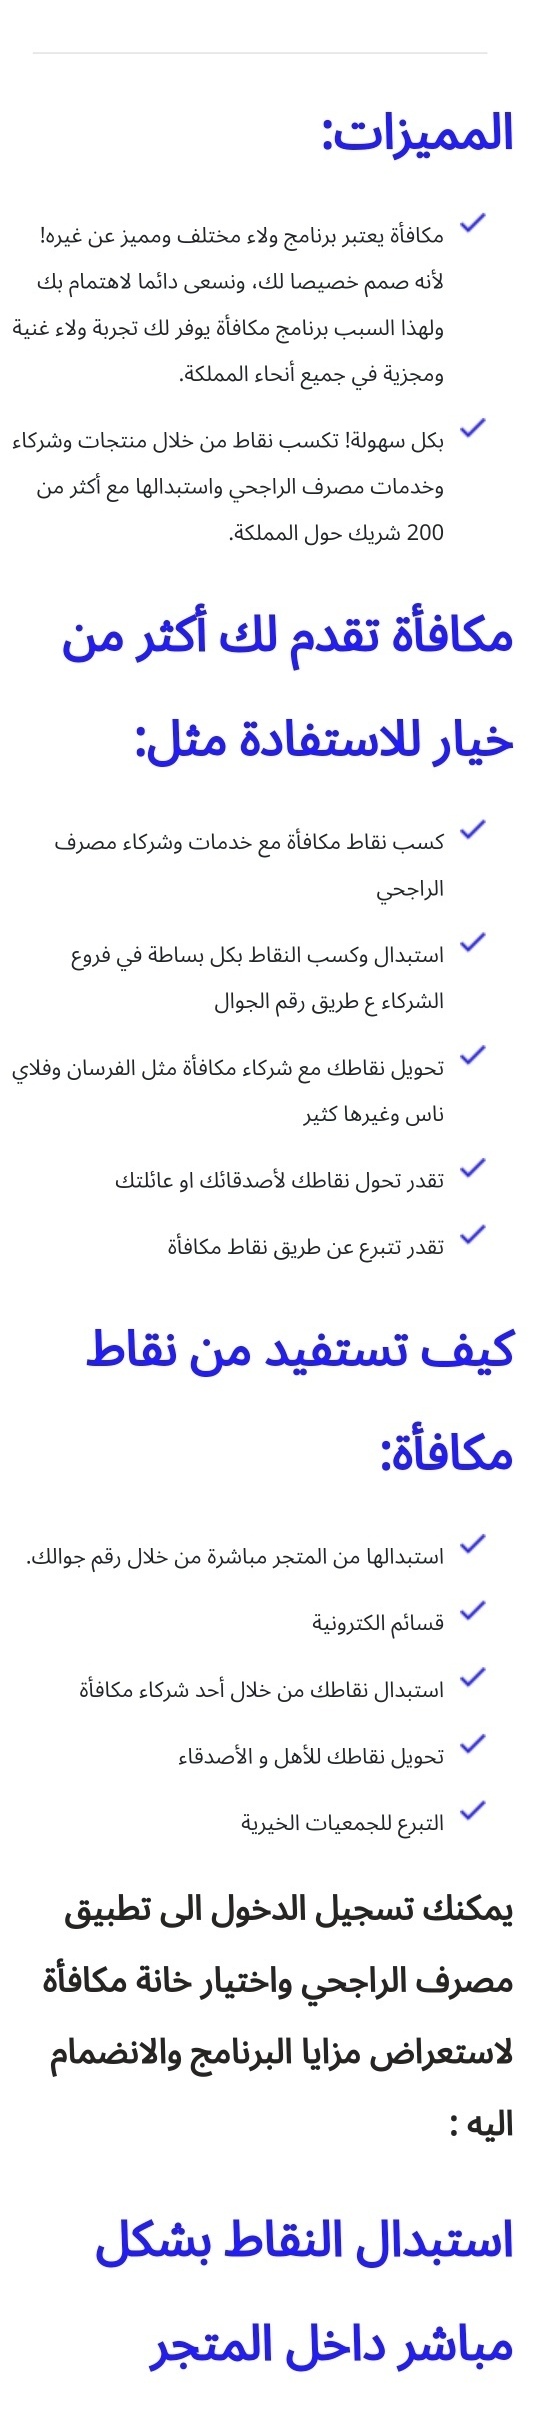 المميزات:
مكافأة يعتبر برنامج ولاء مختلف ومميز عن غيره!
لأنه صمم خصيصا لك، ونسعى دائما لاهتمام بك
ولهذا السبب برنامج مكافأة يوفر لك تجربة ولاء غنية
ومجزية في جميع أنحاء المملكة.
بكل سهولة! تكسب نقاط من خلال منتجات وشركاء
وخدمات مصرف الراجحي واستبدالها مع أكثر من
200 شريك حول المملكة.
مكافأة تقدم لك أكثر من
خيار للاستفادة مثل:
كسب نقاط مكافأة مع خدمات وشركاء مصرف
الراجحي
استبدال وكسب النقاط بكل بساطة في فروع
الشركاء ع طريق رقم الجوال
تحويل نقاطك مع شركاء مكافأة مثل الفرسان وفلاي
ناس وغيرها كثير
تقدر تحول نقاطك لأصدقائك او عائلتك
تقدر تتبرع عن طريق نقاط مكافأة
كيف تستفيد من نقاط
مكافأة:
استبدالها من المتجر مباشرة من خلال رقم جوالك.
قسائم الكترونية
استبدال نقاطك من خلال أحد شركاء مكافأة
تحويل نقاطك للأهل و الأصدقاء
التبرع للجمعيات الخيرية
يمكنك تسجيل الدخول الى تطبيق
مصرف الراجحي واختيار خانة مكافأة
لاستعراض مزايا البرنامج والانضمام
اليه :
استبدال النقاط بشكل
مباشر داخل المتجر